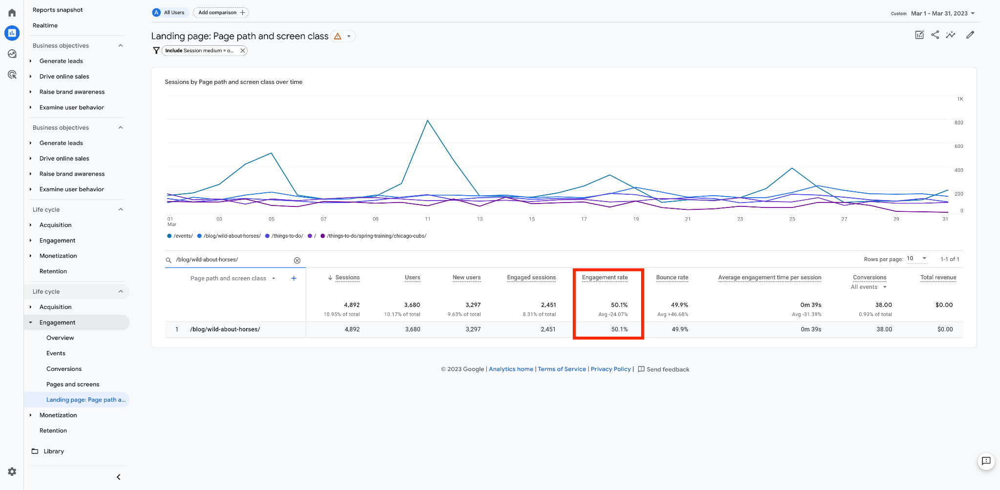 Reports snapshot
Realtime
Business objectives
Generate leads
Drive online sales
Raise brand awareness
Examine user behavior
Business objectives
Generate leads
Drive online sales
Raise brand awareness
Examine user behavior
Life cycle
Acquisition
Engagement
Monetization
Retention
Life cycle
Acquisition
Engagement
Overview
Events
Conversions
Pages and screens
Landing page: Page path a...
Monetization
Retention
Library
A All Users Add comparison +
Custom Mar 1 - Mar 31, 2023
Landing page: Page path and screen class
Include Session medium = o...
Sessions by Page path and screen class over time
1K
800
600
400
200
0
01 03 05 07 09 11 13 15 17 19 21 23 25 27 29 31
Mar
/events/ /blog/wild-about-horses/ /things-to-do/ / /things-to-do/spring-training/chicago-cubs/
/blog/wild-about-horses/ Rows per page: 10 1-1 of 1
Page path and screen class + Sessions Users New users Engaged sessions Engagement rate Bounce rate Average engagement time per session Conversions Total revenue
All events
4,892 3,680 3,297 2,451 50.1% 49.9% 0m 39s 38.00 $0.00
10.95% of total 10.17% of total 9.63% of total 8.31% of total Avg -24.07% Avg +46.68% Avg -31.39% 0.93% of total
1 /blog/wild-about-horses/ 4,892 3,680 3,297 2,451 50.1% 49.9% 0m 39s 38.00 $0.00
© 2023 Google | Analytics home | Terms of Service | Privacy Policy | Send feedback